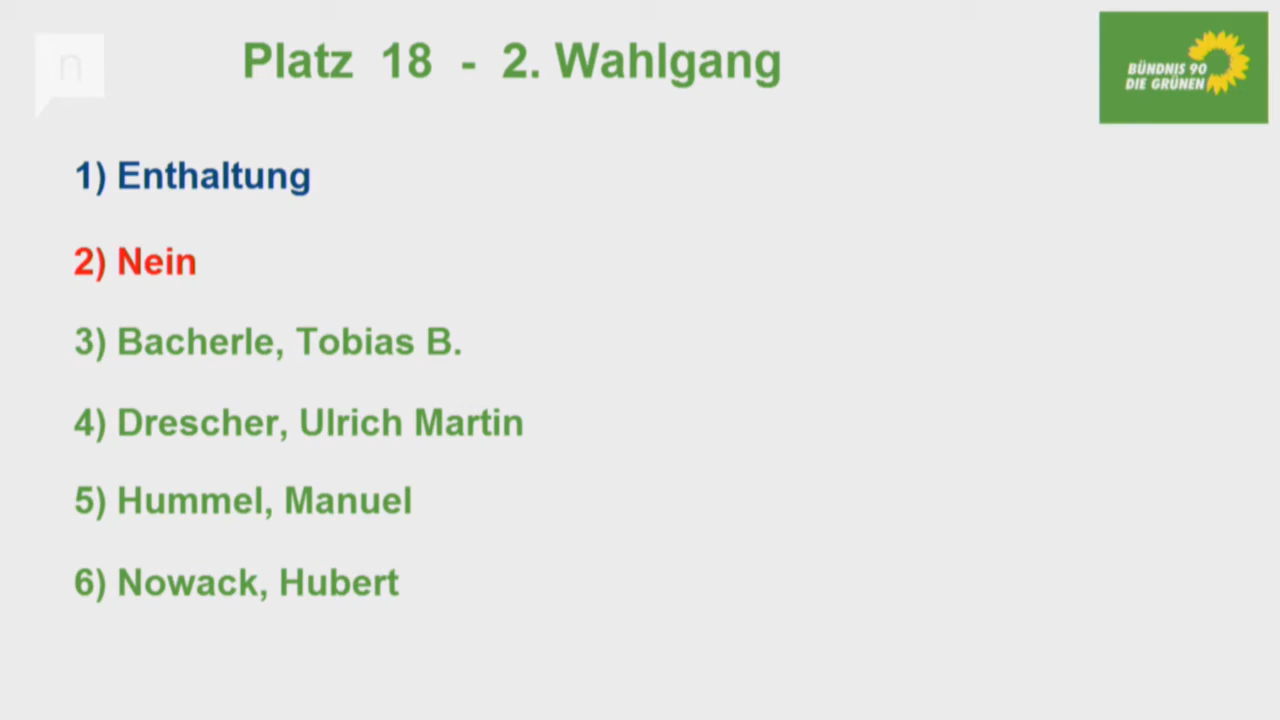 n
Platz 18 - 2. Wahlgang
BÜNDNIS 90
DIE GRÜNEN
1) Enthaltung
2) Nein
3) Bacherle, Tobias B.
4) Drescher, Ulrich Martin
5) Hummel, Manuel
6) Nowack, Hubert